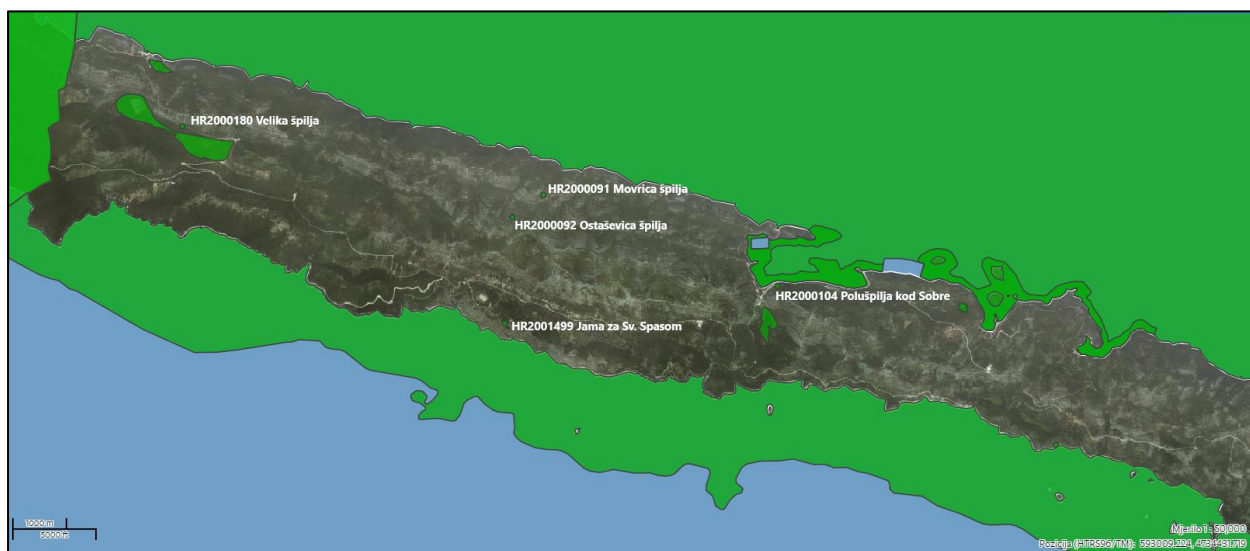 HR2000180 Velika špilja
HR2000091 Movrica špilja
HR2000092 Ostaševica špilja
HR2000104 Polušpilja kod Sobre
HR2001499 Jama za Sv. Spasom
1000 m
5000 ft
Mjerilo 1 : 50,000
Pozicija (HTRS96/TM): 593009.224, 4734431.719